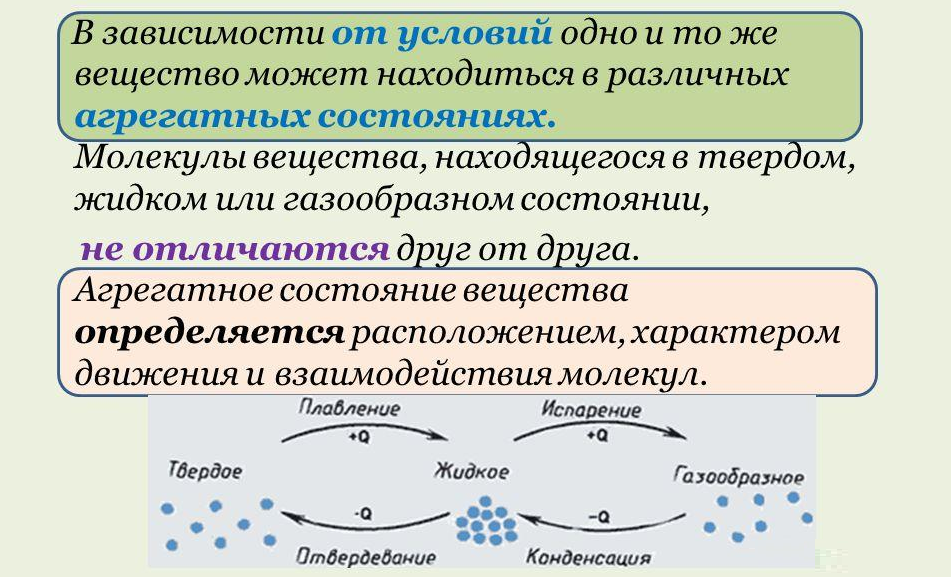 В зависимости от условий одно и то же
вещество может находиться в различных
агрегатных состояниях.
Молекулы вещества, находящегося в твердом,
жидком или газообразном состоянии,
не отличаются друг от друга.
Агрегатное состояние вещества
определяется расположением, характером
движения и взаимодействия молекул.
Плавление Испарение
+Q +Q
Твердое Жидкое Газообразное
-Q -Q
Отвердевание Конденсация